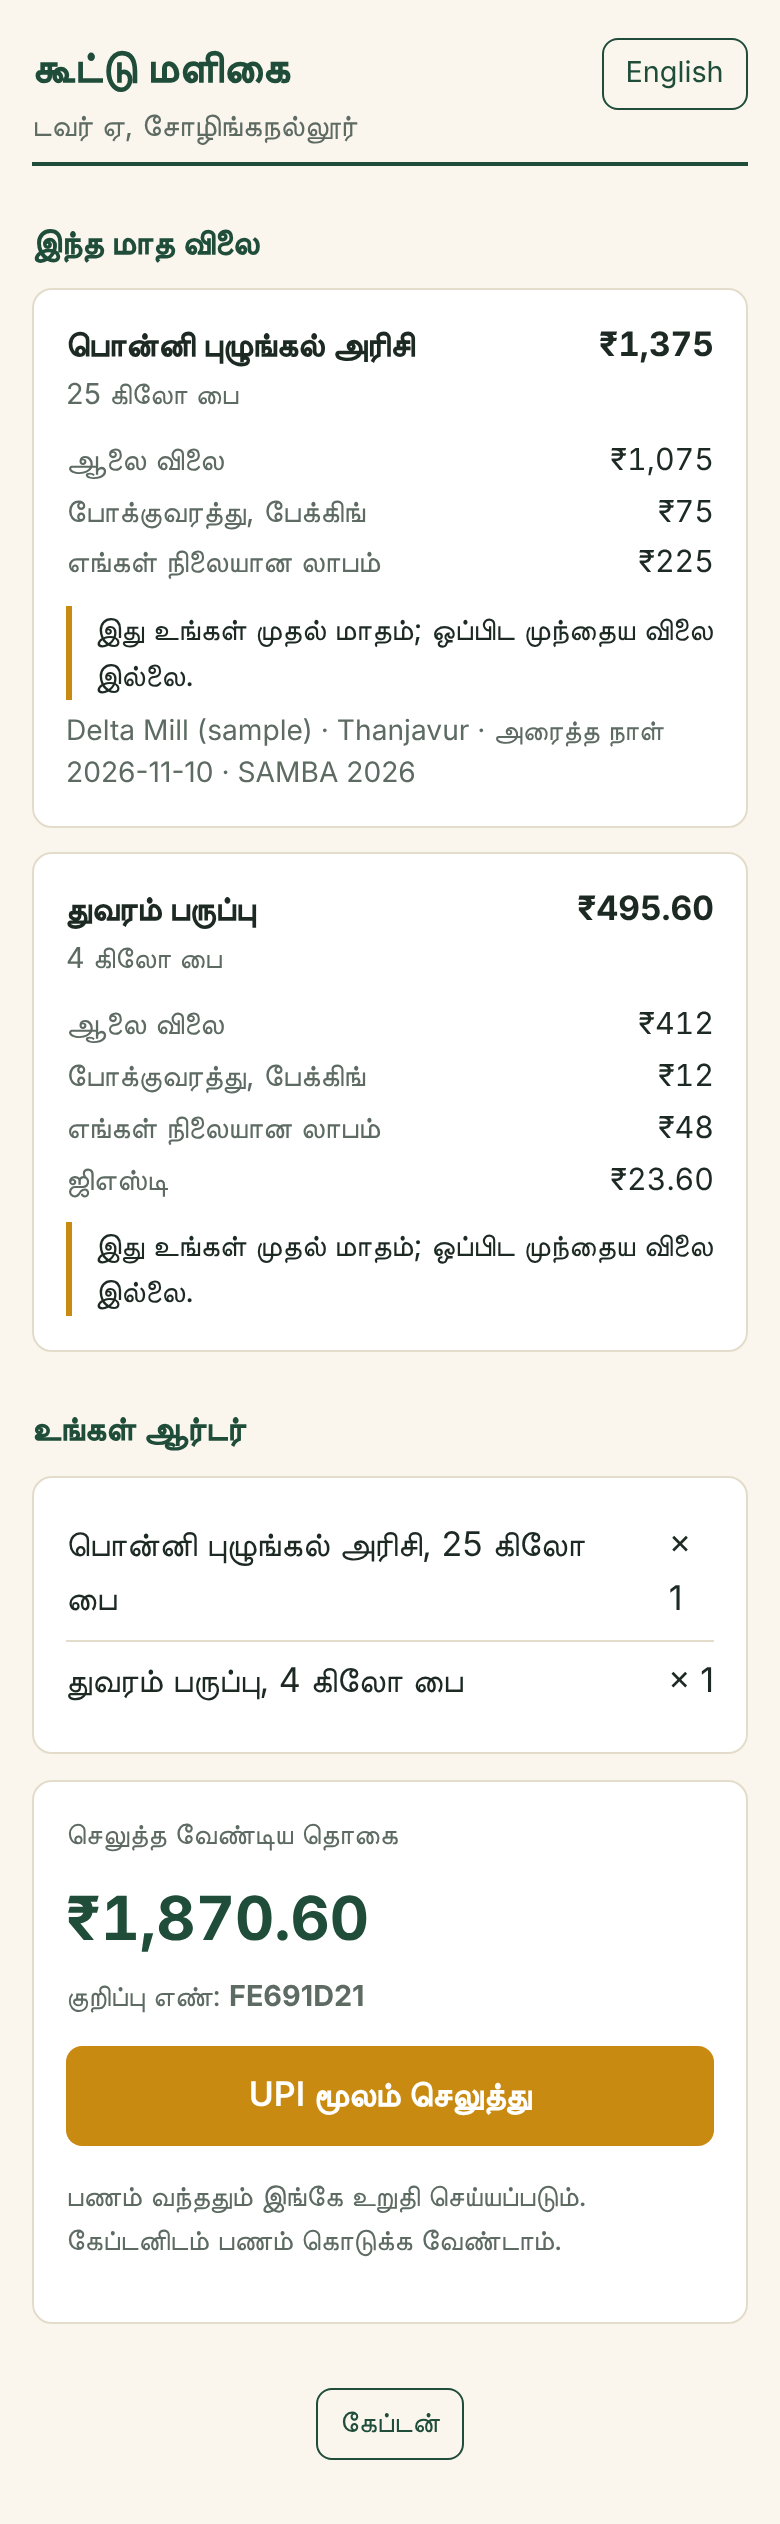 கூட்டு மளிகை
English
டவர் ஏ, சோழிங்கநல்லூர்
இந்த மாத விலை
பொன்னி புழுங்கல் அரிசி ₹1,375
25 கிலோ பை
ஆலை விலை ₹1,075
போக்குவரத்து, பேக்கிங் ₹75
எங்கள் நிலையான லாபம் ₹225
இது உங்கள் முதல் மாதம்; ஒப்பிட முந்தைய விலை
இல்லை.
Delta Mill (sample) · Thanjavur · அரைத்த நாள்
2026-11-10 · SAMBA 2026
துவரம் பருப்பு ₹495.60
4 கிலோ பை
ஆலை விலை ₹412
போக்குவரத்து, பேக்கிங் ₹12
எங்கள் நிலையான லாபம் ₹48
ஜிஎஸ்டி ₹23.60
இது உங்கள் முதல் மாதம்; ஒப்பிட முந்தைய விலை
இல்லை.
உங்கள் ஆர்டர்
பொன்னி புழுங்கல் அரிசி, 25 கிலோ ×
பை 1
துவரம் பருப்பு, 4 கிலோ பை × 1
செலுத்த வேண்டிய தொகை
₹1,870.60
குறிப்பு எண்: FE691D21
UPI மூலம் செலுத்து
பணம் வந்ததும் இங்கே உறுதி செய்யப்படும்.
கேப்டனிடம் பணம் கொடுக்க வேண்டாம்.
கேப்டன்